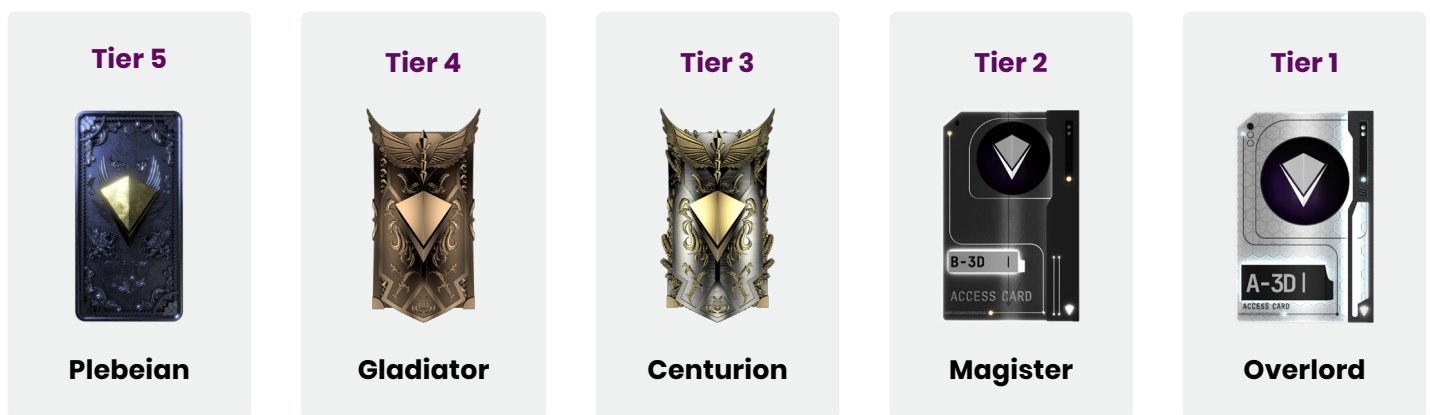 Tier 5
Tier 4
Tier 3
Tier 2
Tier 1
B-3D |
ACCESS CARD
A-3D |
ACCESS CARD
Plebeian
Gladiator
Centurion
Magister
Overlord